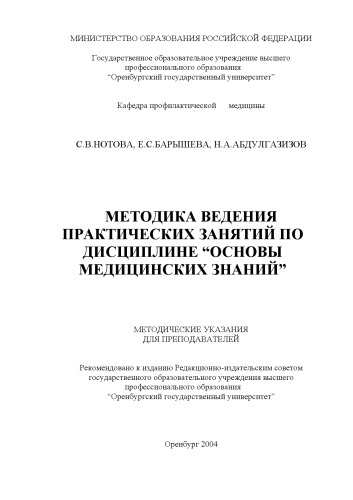 МИНИСТЕРСТВО ОБРАЗОВАНИЯ РОССИЙСКОЙ ФЕДЕРАЦИИ
Государственное образовательное учреждение высшего
профессионального образования
“Оренбургский государственный университет”
Кафедра профилактической медицины
С.В.НОТОВА, Е.С.БАРЫШЕВА, Н.А.АБДУЛГАЗИЗОВ
МЕТОДИКА ВЕДЕНИЯ
ПРАКТИЧЕСКИХ ЗАНЯТИЙ ПО
ДИСЦИПЛИНЕ “ОСНОВЫ
МЕДИЦИНСКИХ ЗНАНИЙ”
МЕТОДИЧЕСКИЕ УКАЗАНИЯ
ДЛЯ ПРЕПОДАВАТЕЛЕЙ
Рекомендовано к изданию Редакционно-издательским советом
государственного образовательного учреждения высшего
профессионального образования
“Оренбургский государственный университет”
Оренбург 2004